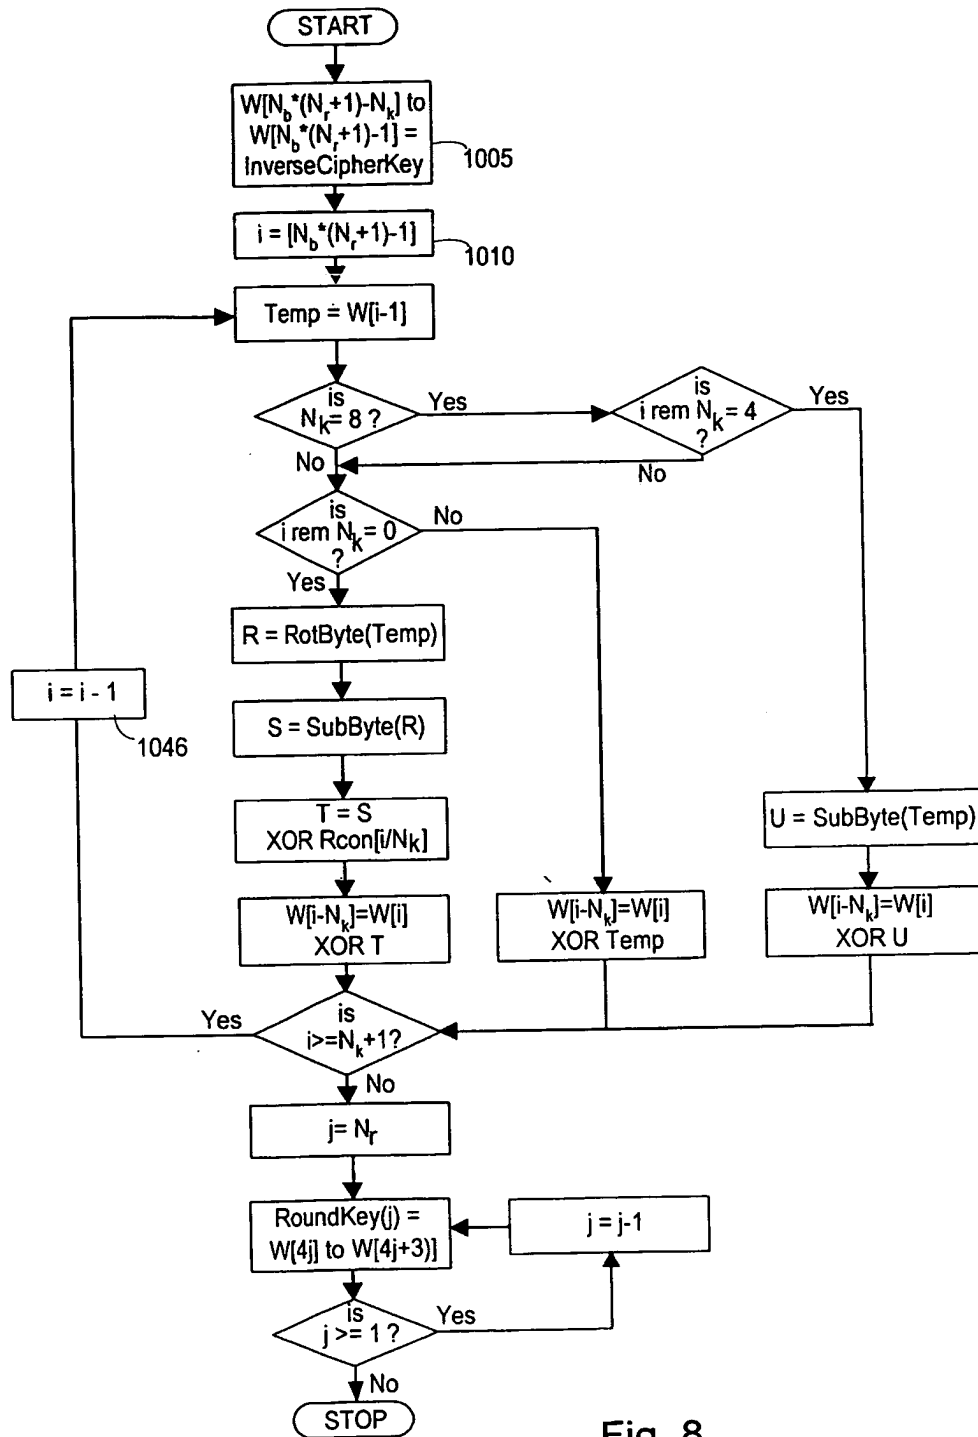 START
W[N_b*(N_r+1)-N_k] to
W[N_b*(N_r+1)-1] =
InverseCipherKey
1005
i = [N_b*(N_r+1)-1]
1010
Temp = W[i-1]
is
N_k= 8 ?
Yes
No
is
i rem N_k= 4
?
Yes
No
is
i rem N_k= 0
?
No
Yes
R = RotByte(Temp)
i = i - 1
1046
S = SubByte(R)
T = S
XOR Rcon[i/N_k]
U = SubByte(Temp)
W[i-N_k]=W[i]
XOR T
W[i-N_k]=W[i]
XOR Temp
W[i-N_k]=W[i]
XOR U
is
i>=N_k+1?
Yes
No
j= N_r
RoundKey(j) =
W[4j] to W[4j+3)]
j = j-1
is
j >= 1 ?
Yes
No
STOP
Fig. 8